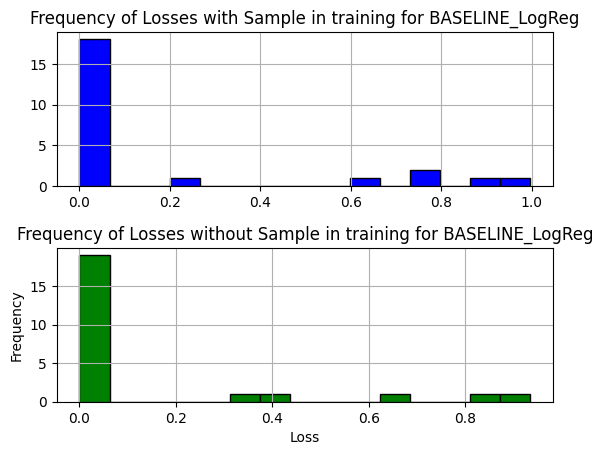 Frequency of Losses with Sample in training for BASELINE_LogReg
15
10
5
0
0.0 0.2 0.4 0.6 0.8 1.0
Frequency of Losses without Sample in training for BASELINE_LogReg
Frequency
15
10
5
0
0.0 0.2 0.4 0.6 0.8
Loss